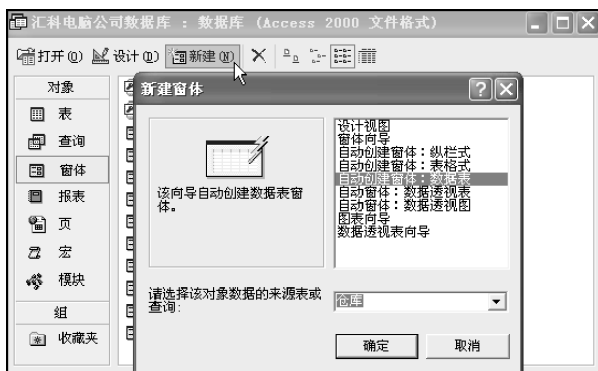 汇科电脑公司数据库 : 数据库 (Access 2000 文件格式)
打开(O) 设计(D) 新建(N)
对象
表
查询
窗体
报表
页
宏
模块
组
收藏夹
新建窗体
该向导自动创建数据表窗
体。
设计视图
窗体向导
自动创建窗体:纵栏式
自动创建窗体:表格式
自动创建窗体:数据表
自动窗体:数据透视表
自动窗体:数据透视图
图表向导
数据透视表向导
请选择该对象数据的来源表或
查询:
仓库
确定
取消